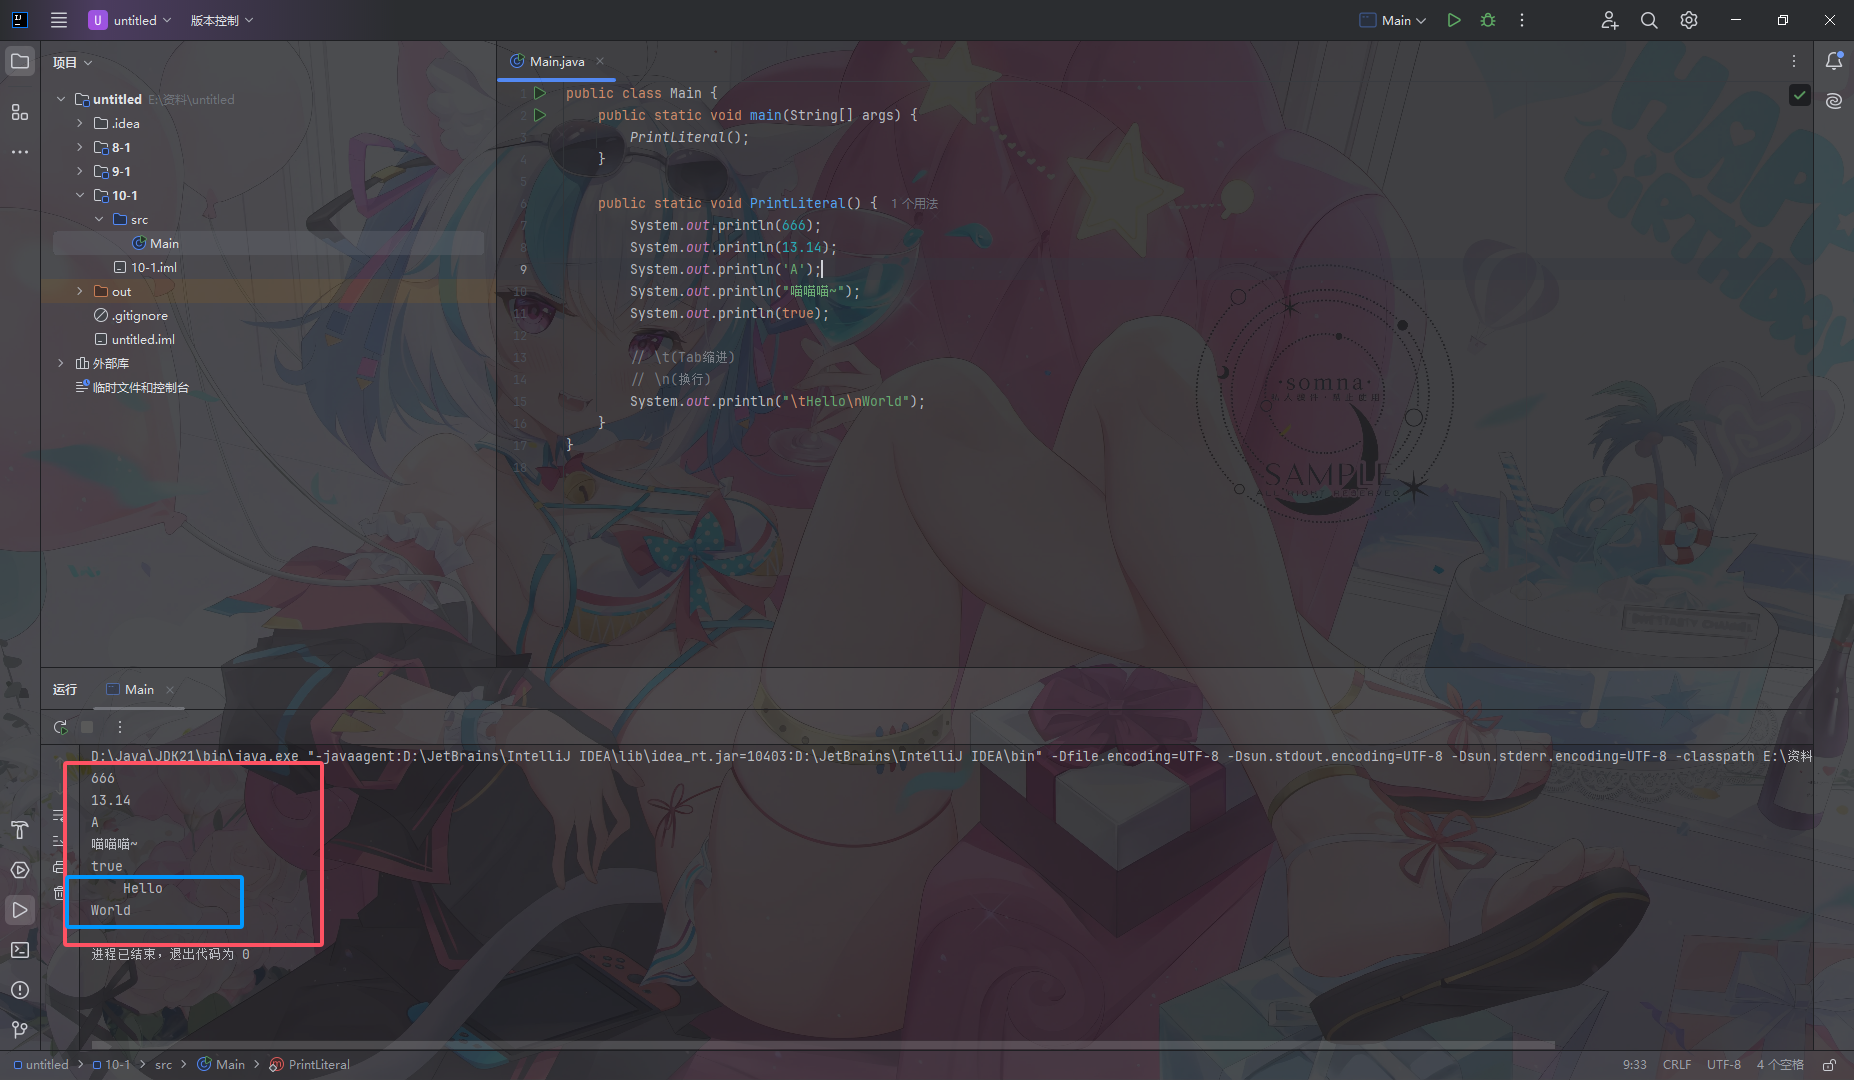 U untitled 版本控制 Main
项目
Main.java
untitled E:\资料\untitled
.idea
8-1
9-1
10-1
src
Main
10-1.iml
out
.gitignore
untitled.iml
外部库
临时文件和控制台
1 public class Main {
2 public static void main(String[] args) {
3 PrintLiteral();
4 }
5
6 public static void PrintLiteral() { 1 个用法
7 System.out.println(666);
8 System.out.println(13.14);
9 System.out.println('A');
10 System.out.println("喵喵喵~");
11 System.out.println(true);
12
13 // \t(Tab缩进)
14 // \n(换行)
15 System.out.println("\tHello\nWorld");
16 }
17 }
18
·somna·
SAMPLE
ALL RIGHT RESERVED
运行 Main
D:\Java\JDK21\bin\java.exe "-javaagent:D:\JetBrains\IntelliJ IDEA\lib\idea_rt.jar=10403:D:\JetBrains\IntelliJ IDEA\bin" -Dfile.encoding=UTF-8 -Dsun.stdout.encoding=UTF-8 -Dsun.stderr.encoding=UTF-8 -classpath E:\资料
666
13.14
A
喵喵喵~
true
Hello
World
进程已结束，退出代码为 0
untitled > 10-1 > src > Main > PrintLiteral
9:33 CRLF UTF-8 4 个空格